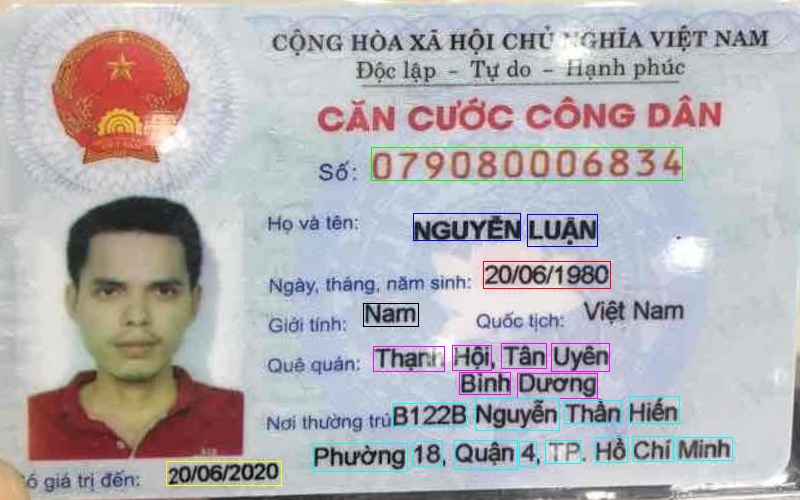 CỘNG HÒA XÃ HỘI CHỦ NGHĨA VIỆT NAM
Độc lập - Tự do - Hạnh phúc
CĂN CƯỚC CÔNG DÂN
Số: 079080006834
Họ và tên: NGUYỄN LUẬN
Ngày, tháng, năm sinh: 20/06/1980
Giới tính: Nam Quốc tịch: Việt Nam
Quê quán: Thạnh Hội, Tân Uyên
Bình Dương
Nơi thường trú B122B Nguyễn Thần Hiến
Phường 18, Quận 4, TP. Hồ Chí Minh
giá trị đến: 20/06/2020